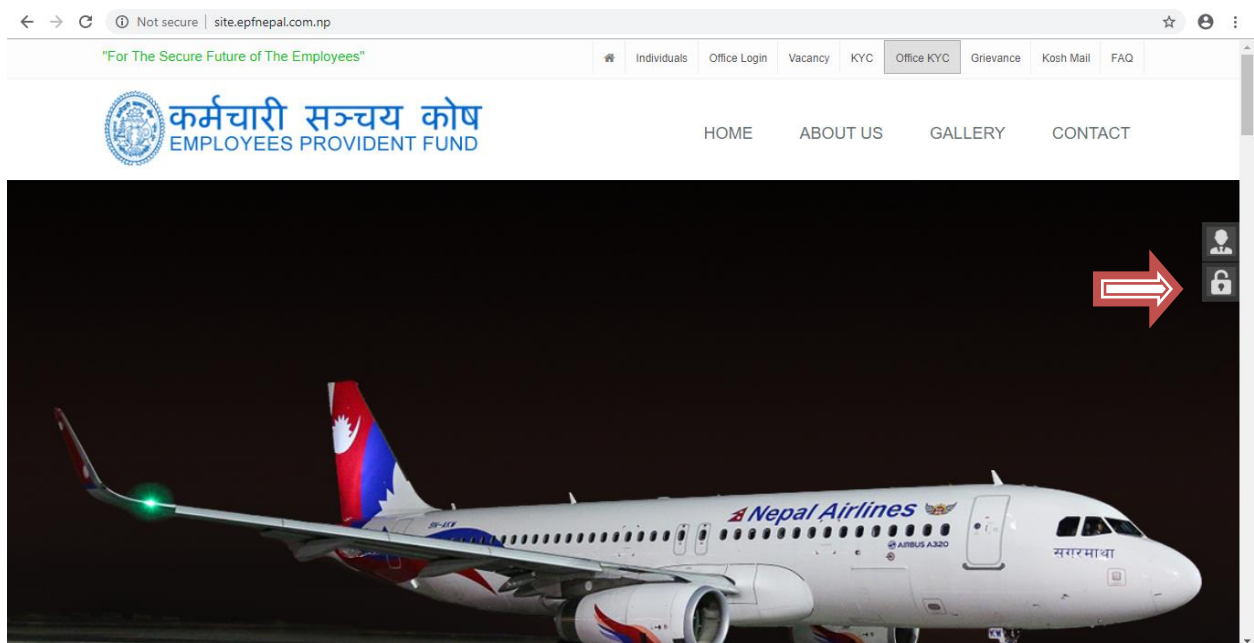 Not secure | site.epfnepal.com.np
"For The Secure Future of The Employees"
Individuals Office Login Vacancy KYC Office KYC Grievance Kosh Mail FAQ
कर्मचारी सञ्चय कोष
EMPLOYEES PROVIDENT FUND
HOME ABOUT US GALLERY CONTACT
Nepal Airlines
9N-AKW
AIRBUS A320
सगरमाथा